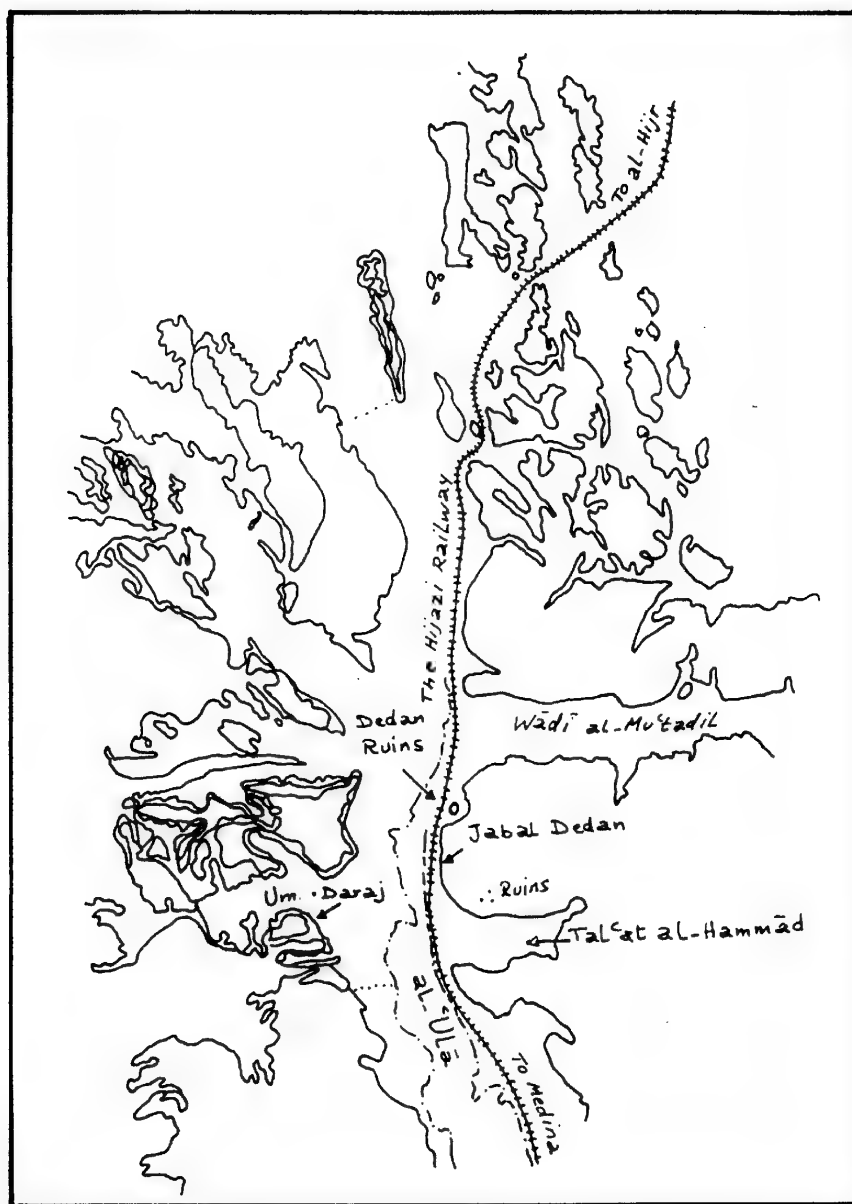 To al-Hijr
The Hijazi Railway
Dedan
Ruins
Wādī al-Muʿtadil
Jabal Dedan
Ruins
Um. Daraj
Talʿat al-Hammād
al-ʿUlā
To Medina